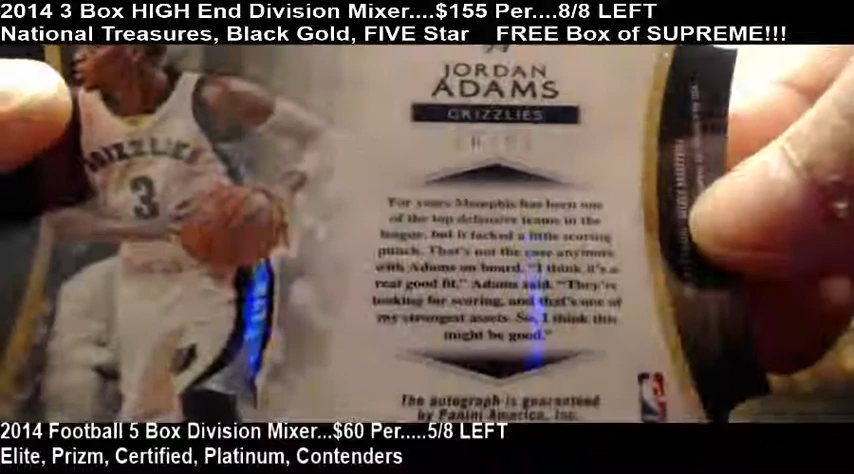 2014 3 Box HIGH End Division Mixer....$155 Per....8/8 LEFT
National Treasures, Black Gold, FIVE Star FREE Box of SUPREME!!!
JORDAN
ADAMS
GRIZZLIES
GRIZZLIES
3
For years Memphis has been one
of the top defensive teams in the
league, but it lacked a little scoring
punch. That's not the case anymore
with Adams on board. "I think it's a
real good fit," Adams said. "They're
looking for scoring, and that's one of
my strongest assets. So, I think this
might be good."
The autograph is guaranteed
by Panini America, Inc.
2014 Football 5 Box Division Mixer...$60 Per.....5/8 LEFT
Elite, Prizm, Certified, Platinum, Contenders